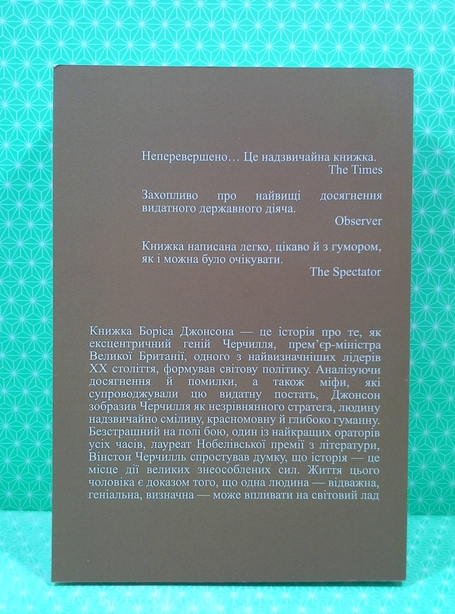 Неперевершено... Це надзвичайна книжка.
The Times
Захопливо про найвищі досягнення
видатного державного діяча.
Observer
Книжка написана легко, цікаво й з гумором,
як і можна було очікувати.
The Spectator
Книжка Боріса Джонсона — це історія про те, як
ексцентричний геній Черчилля, прем’єр-міністра
Великої Британії, одного з найвизначніших лідерів
ХХ століття, формував світову політику. Аналізуючи
досягнення й помилки, а також міфи, які
супроводжували цю видатну постать, Джонсон
зобразив Черчилля як незрівнянного стратега, людину
надзвичайно сміливу, красномовну й глибоко гуманну.
Безстрашний на полі бою, один із найкращих ораторів
усіх часів, лауреат Нобелівської премії з літератури,
Вінстон Черчилль спростував думку, що історія — це
місце дії великих знеособлених сил. Життя цього
чоловіка є доказом того, що одна людина — відважна,
геніальна, визначна — може впливати на світовий лад